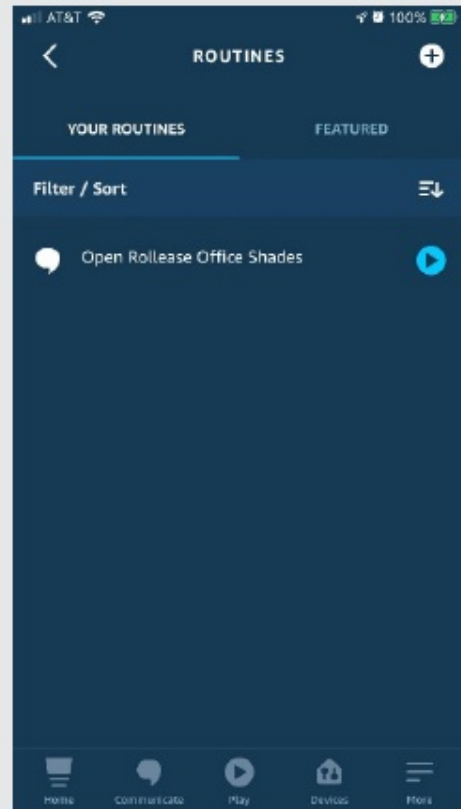 AT&T 100%
ROUTINES
YOUR ROUTINES FEATURED
Filter / Sort
Open Rollease Office Shades
Home Communicate Play Devices More